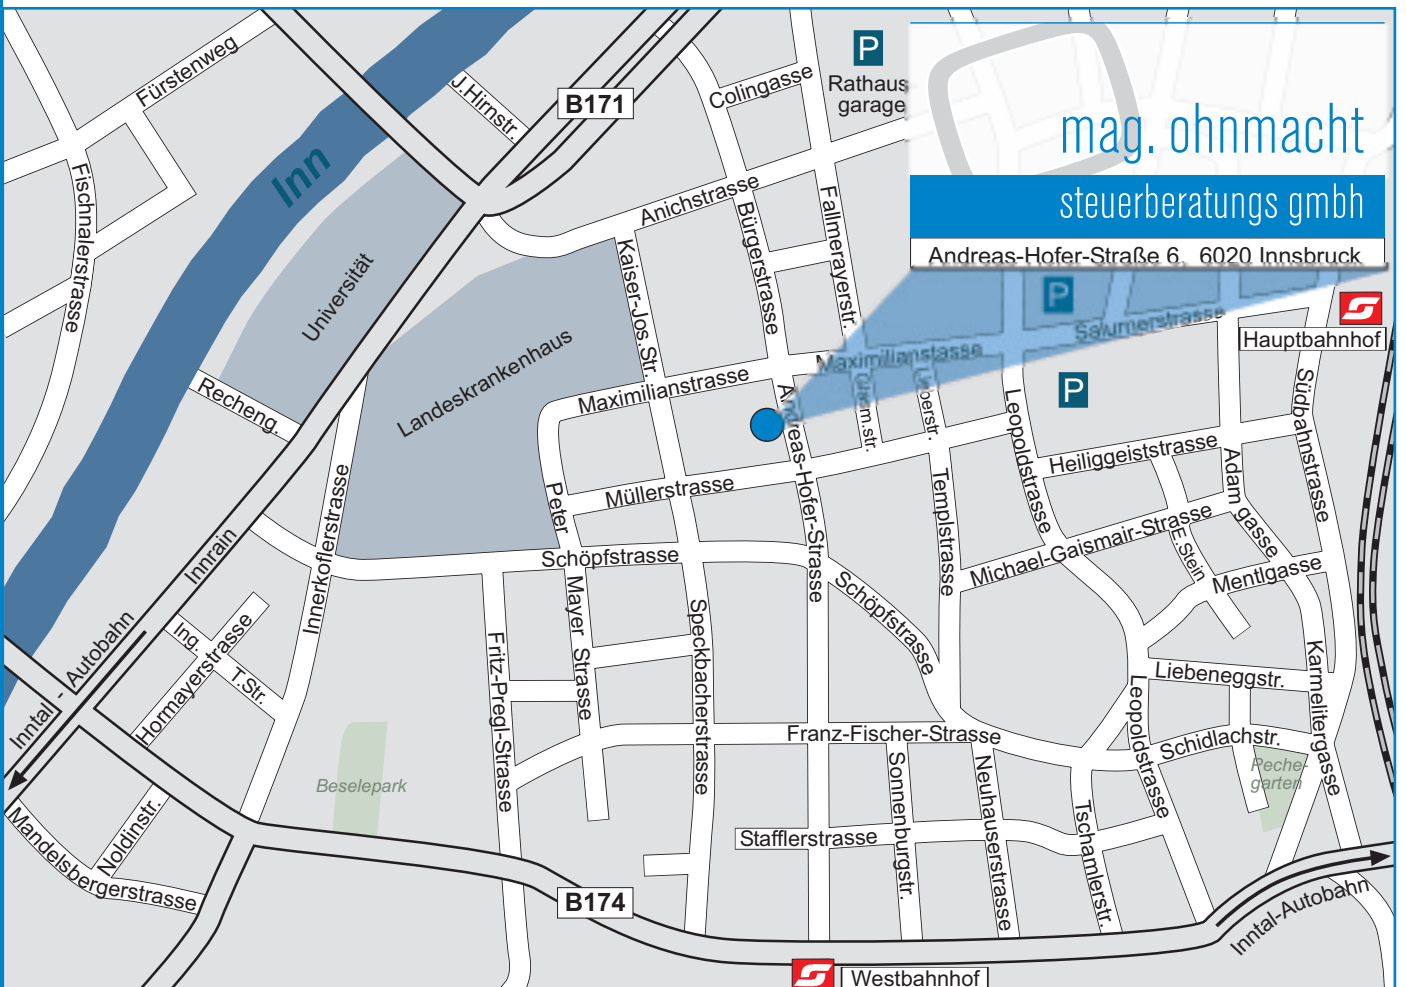 Fürstenweg
J.Hirnstr.
B171
Colingasse
P
Rathaus
garage
mag. ohnmacht
steuerberatungs gmbh
Andreas-Hofer-Straße 6, 6020 Innsbruck
Inn
Fischnalerstrasse
Universität
Anichstrasse
Bürgerstrasse
Fallmerayerstr.
Kaiser-Jos.Str.
P
Salurnerstrasse
Hauptbahnhof
Landeskrankenhaus
Maximilianstrasse
Maximilianstasse
Recheng.
P
Andreas-Hofer-Strasse
Leopoldstrasse
Südbahnstrasse
Heiliggeiststrasse
Müllerstrasse
Templstrasse
Adamgasse
Peter
Mayer Strasse
Innerkoflerstrasse
Innrain
Schöpfstrasse
Schöpfstrasse
Michael-Gaismair-Strasse
E.Stein
Mentlgasse
Ing.
T.Str.
Hormayerstrasse
Inntal - Autobahn
Fritz-Pregl-Strasse
Speckbacherstrasse
Liebeneggstr.
Karmelitergasse
Leopoldstrasse
Franz-Fischer-Strasse
Schidlachstr.
Beselepark
Peche-
garten
Sonnenburgstr.
Neuhauserstrasse
Tschamlerstr.
Stafflerstrasse
Mandelsbergerstrasse
Noldinstr.
B174
Inntal-Autobahn
Westbahnhof